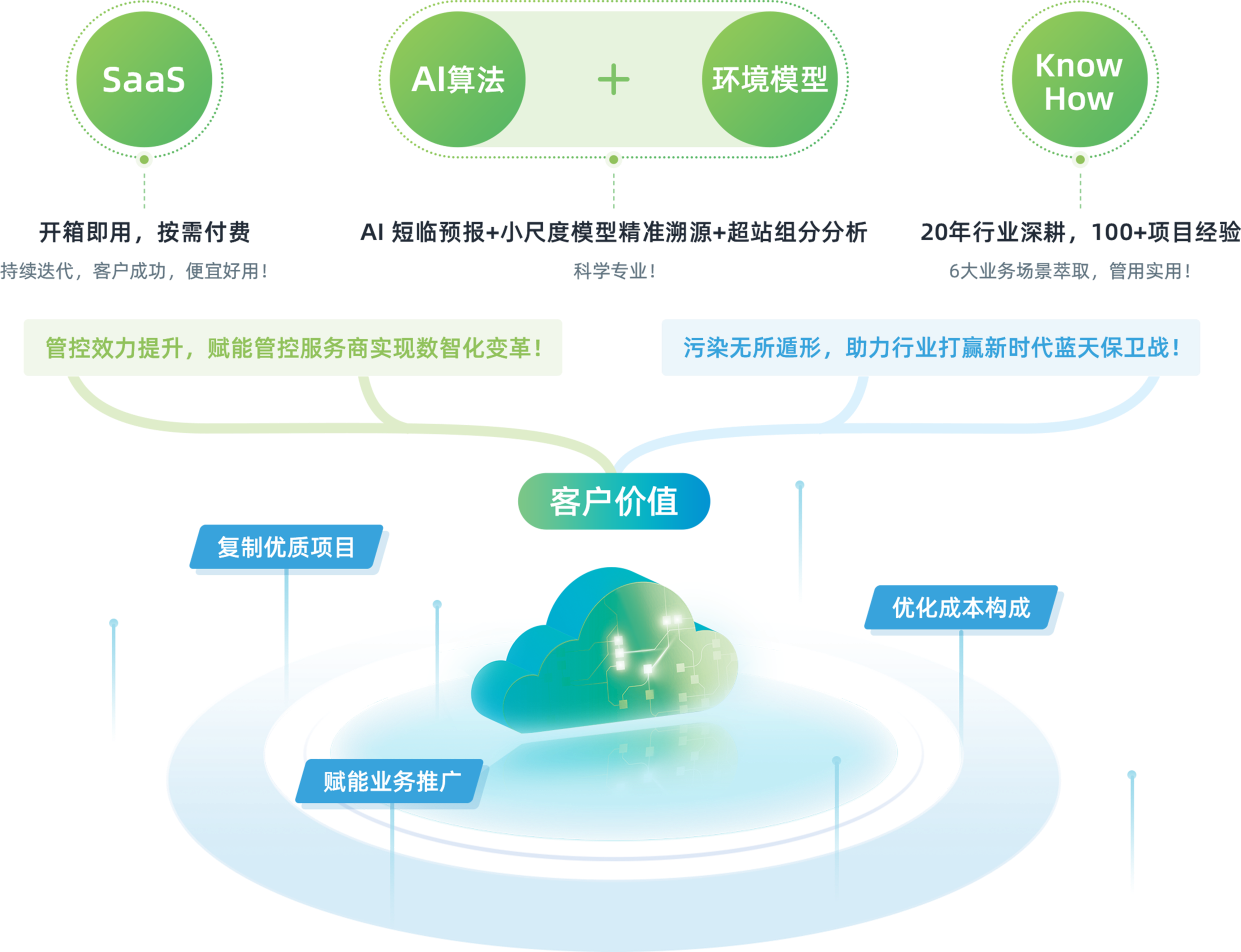 SaaS
AI算法
+
环境模型
Know
How
开箱即用，按需付费
持续迭代，客户成功，便宜好用！
AI 短临预报+小尺度模型精准溯源+超站组分分析
科学专业！
20年行业深耕，100+项目经验
6大业务场景萃取，管用实用！
管控效力提升，赋能管控服务商实现数智化变革！
污染无所遁形，助力行业打赢新时代蓝天保卫战！
客户价值
复制优质项目
优化成本构成
赋能业务推广